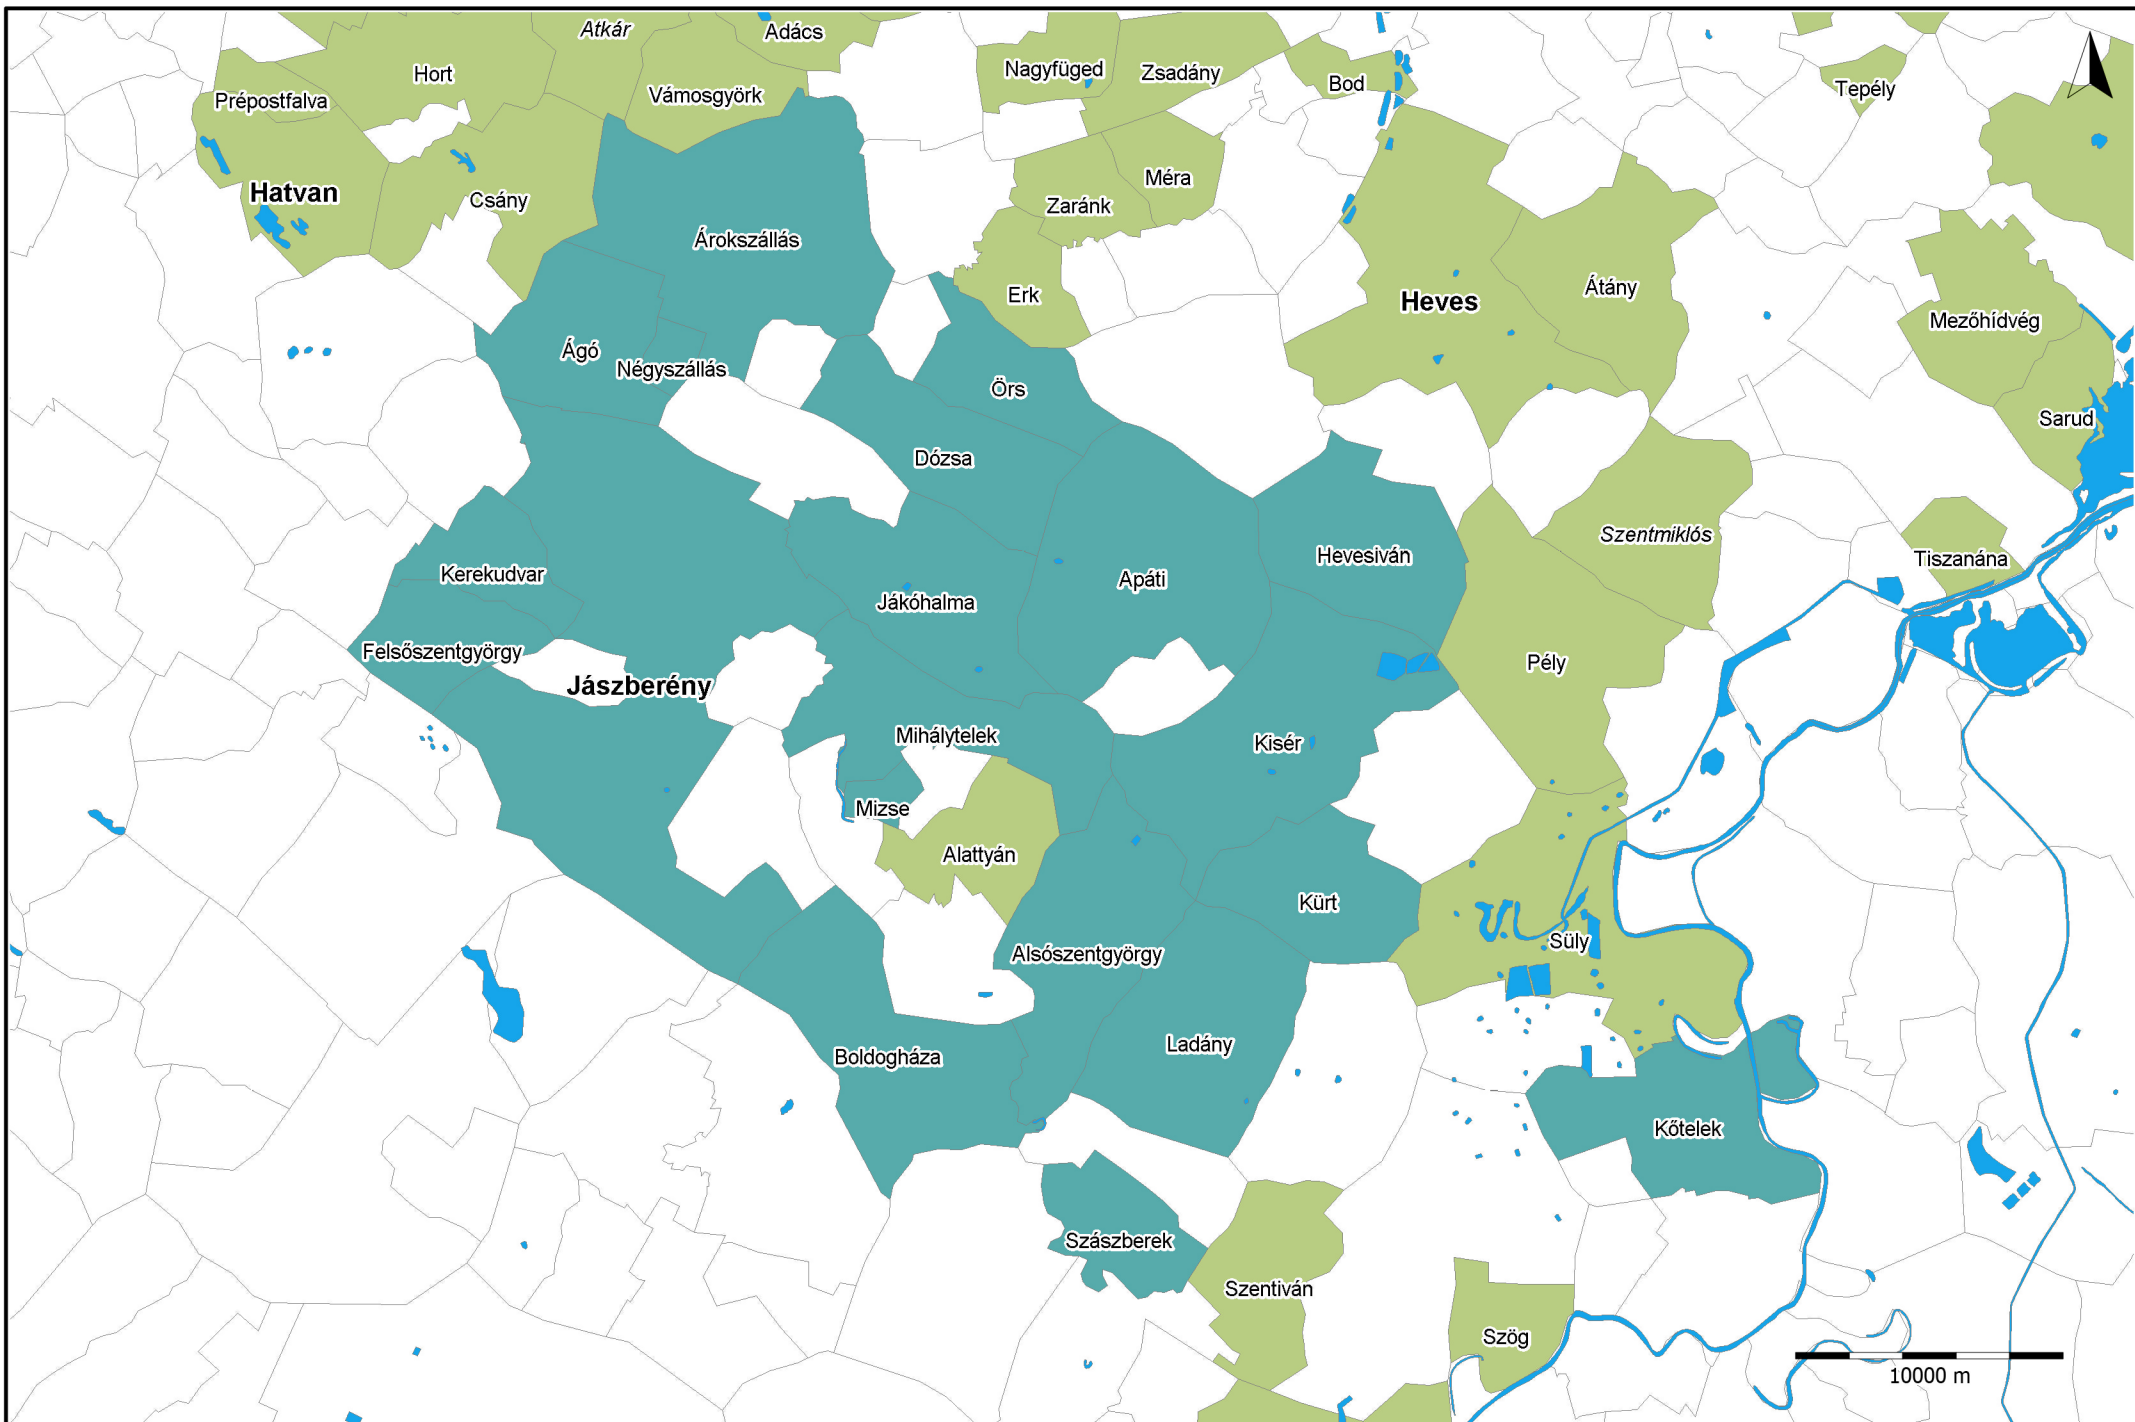 Atkár
Adács
Hort
Nagyfüged
Zsadány
Bod
Tepély
Prépostfalva
Vámosgyörk
Hatvan
Csány
Méra
Zaránk
Árokszállás
Erk
Heves
Átány
Mezőhídvég
Ágó
Négyszállás
Örs
Sarud
Dózsa
Szentmiklós
Hevesiván
Tiszanána
Kerekudvar
Apáti
Jákóhalma
Felsőszentgyörgy
Pély
Jászberény
Mihálytelek
Kisér
Mizse
Alattyán
Kürt
Süly
Alsószentgyörgy
Ladány
Boldogháza
Kőtelek
Szászberek
Szentiván
Szög
10000 m